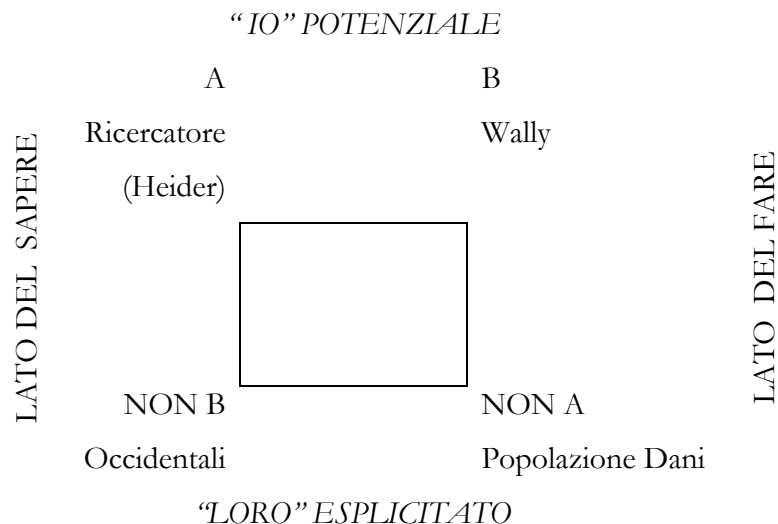 “IO” POTENZIALE
A B
Ricercatore Wally
(Heider)
LATO DEL SAPERE
LATO DEL FARE
NON B NON A
Occidentali Popolazione Dani
“LORO” ESPLICITATO